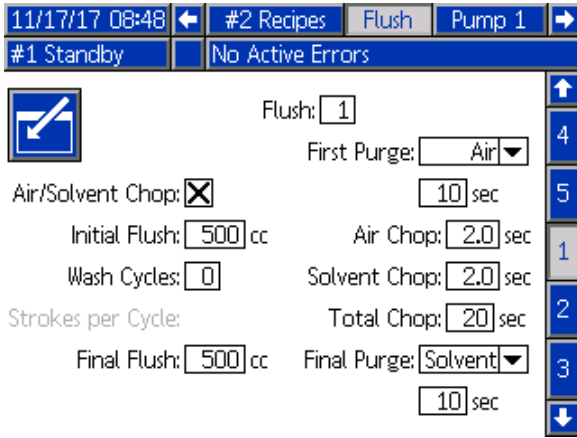 11/17/17 08:48 #2 Recipes Flush Pump 1
#1 Standby No Active Errors
Flush: 1
First Purge: Air
4
Air/Solvent Chop: X 10 sec 5
Initial Flush: 500 cc Air Chop: 2.0 sec
1
Wash Cycles: 0 Solvent Chop: 2.0 sec
Strokes per Cycle: Total Chop: 20 sec 2
Final Flush: 500 cc Final Purge: Solvent 3
10 sec